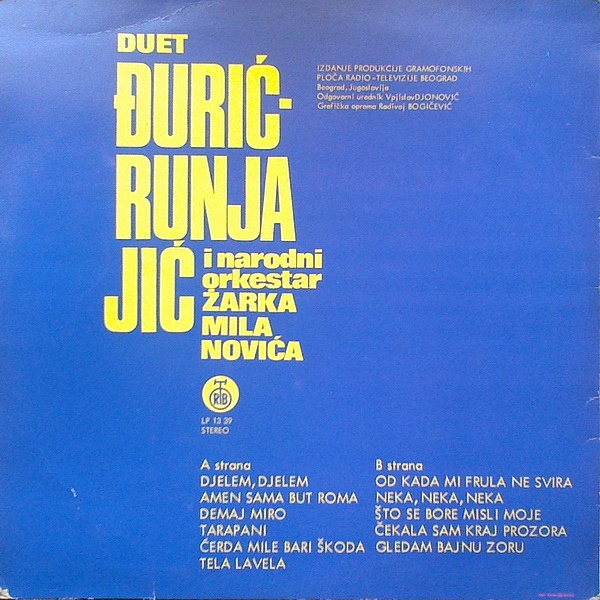 DUET
ĐURIĆ-
RUNJA
JIĆ
i narodni
orkestar
ŽARKA
MILA
NOVIĆA
IZDANJE PRODUKCIJE GRAMOFONSKIH
PLOČA RADIO-TELEVIZIJE BEOGRAD
Beograd, Jugoslavija
Odgovorni urednik VojislavDJONOVIĆ
Grafička oprema Radivoj BOGIČEVIĆ
RTB
LP 13 39
STEREO
A strana
DJELEM, DJELEM
AMEN SAMA BUT ROMA
DEMAJ MIRO
TARAPANI
ĆERDA MILE BARI ŠKODA
TELA LAVELA
B strana
OD KADA MI FRULA NE SVIRA
NEKA, NEKA, NEKA
ŠTO SE BORE MISLI MOJE
ČEKALA SAM KRAJ PROZORA
GLEDAM BAJNU ZORU